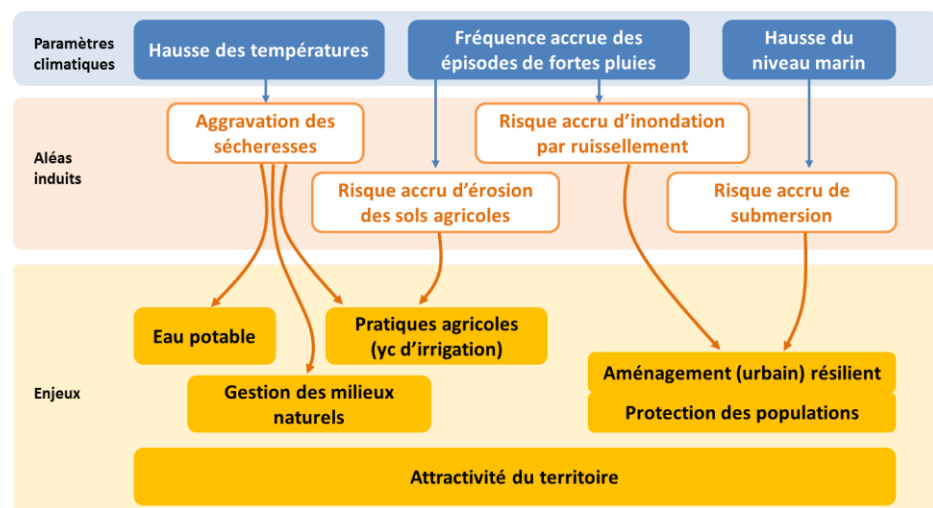 Paramètres
climatiques
Hausse des températures
Fréquence accrue des
épisodes de fortes pluies
Hausse du
niveau marin
Aléas
induits
Aggravation des
sécheresses
Risque accru d’inondation
par ruissellement
Risque accru d’érosion
des sols agricoles
Risque accru de
submersion
Enjeux
Eau potable
Pratiques agricoles
(yc d’irrigation)
Gestion des milieux
naturels
Aménagement (urbain) résilient
Protection des populations
Attractivité du territoire